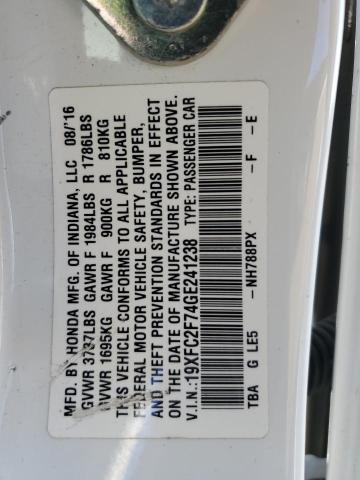 MFD. BY HONDA MFG. OF INDIANA, LLC 08/'16
GVWR 3737LBS GAWR F 1984LBS R 1786LBS
GVWR 1695KG GAWR F 900KG R 810KG
THIS VEHICLE CONFORMS TO ALL APPLICABLE
FEDERAL MOTOR VEHICLE SAFETY, BUMPER,
AND THEFT PREVENTION STANDARDS IN EFFECT
ON THE DATE OF MANUFACTURE SHOWN ABOVE.
V.I.N.:19XFC2F74GE241238 TYPE: PASSENGER CAR
TBA G LE5 -NH788PX -F -E